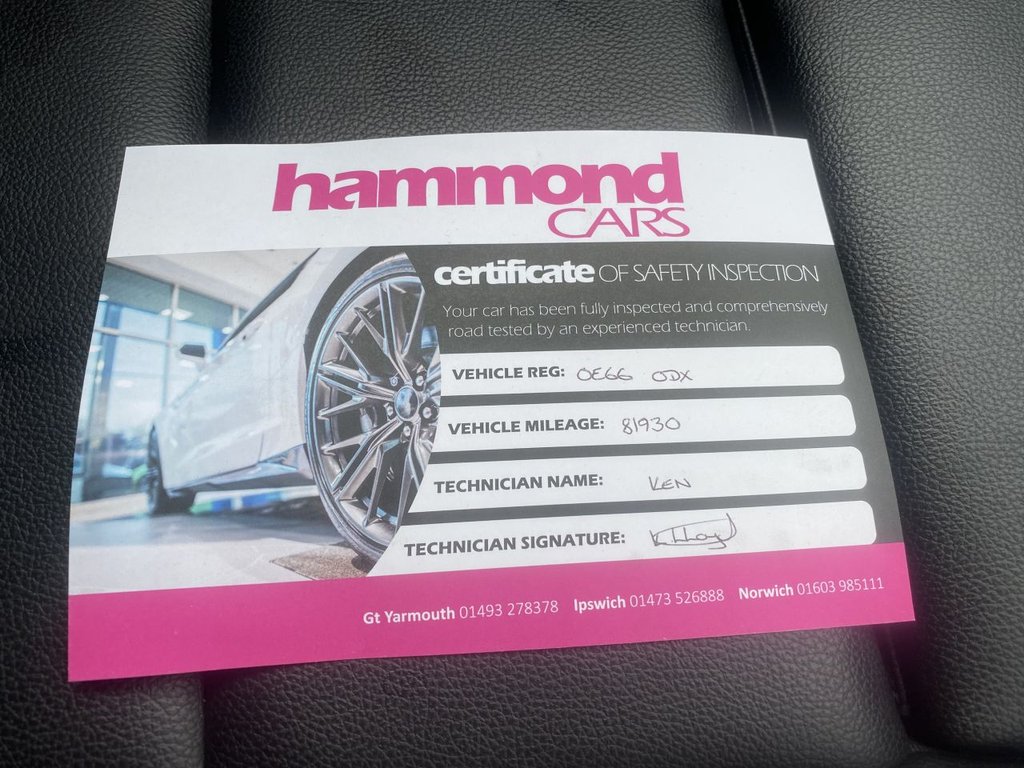 hammond
CARS
certificate OF SAFETY INSPECTION
Your car has been fully inspected and comprehensively
road tested by an experienced technician.
VEHICLE REG: OE66 ODX
VEHICLE MILEAGE: 81930
TECHNICIAN NAME: KEN
TECHNICIAN SIGNATURE:
Gt Yarmouth 01493 278378 Ipswich 01473 526888 Norwich 01603 985111